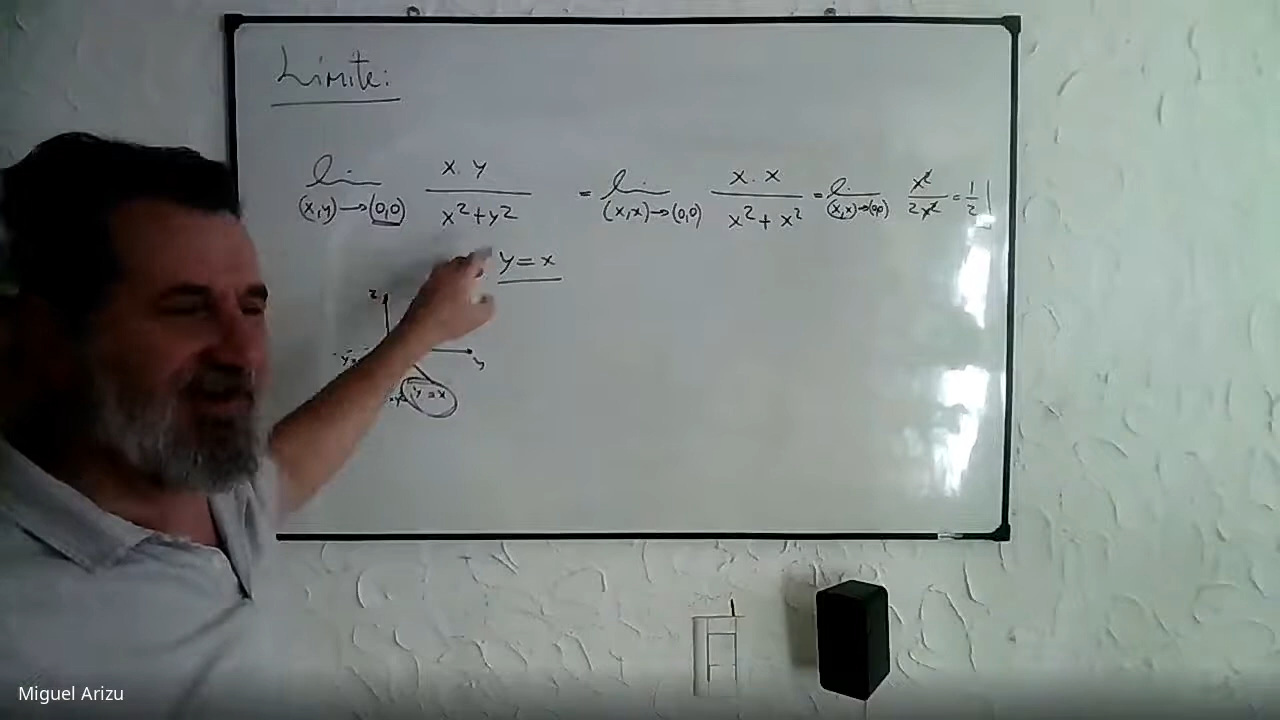 Límite:
lim (x,y)→(0,0) x.y / x²+y² = lim (x,x)→(0,0) x.x / x²+x² = lim (x,x)→(0,0) x² / 2x² = 1/2
y=x
z
y
y=x
Miguel Arizu